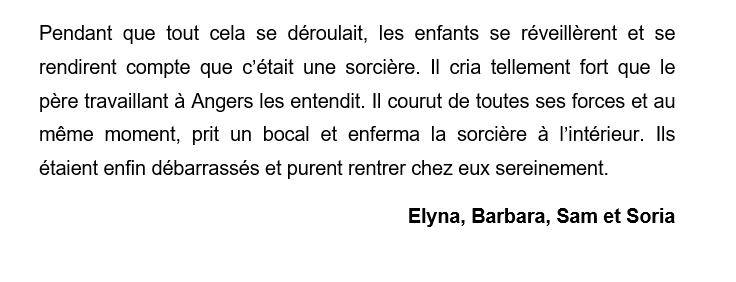 Pendant que tout cela se déroulait, les enfants se réveillèrent et se
rendirent compte que c’était une sorcière. Il cria tellement fort que le
père travaillant à Angers les entendit. Il courut de toutes ses forces et au
même moment, prit un bocal et enferma la sorcière à l’intérieur. Ils
étaient enfin débarrassés et purent rentrer chez eux sereinement.
Elyna, Barbara, Sam et Soria